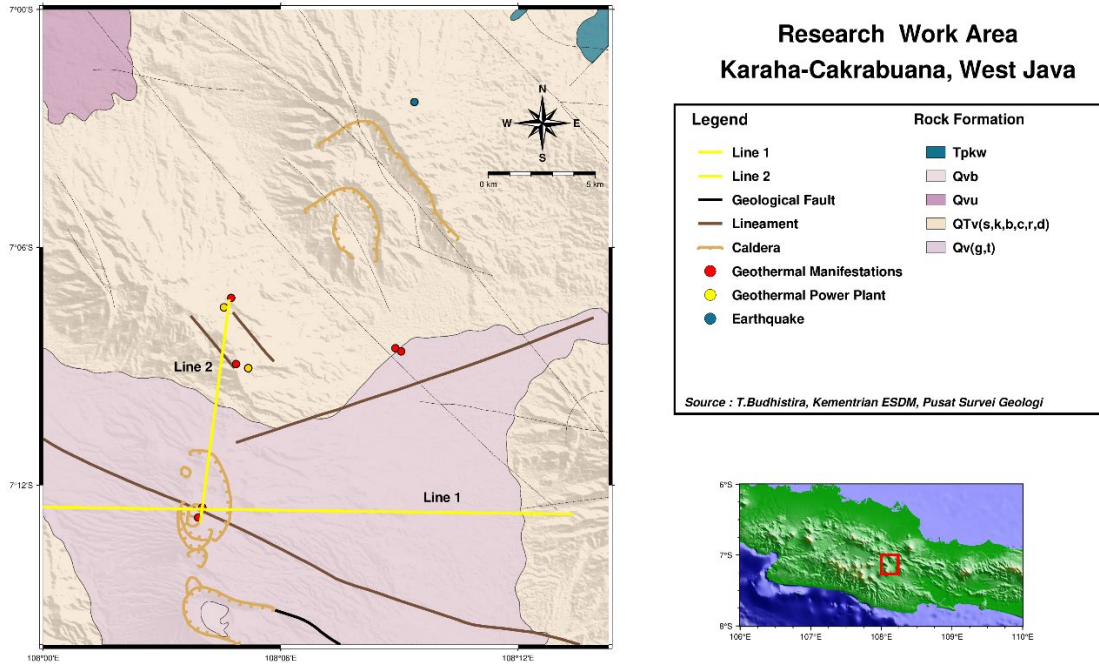 7°00'S
7°06'S
7°12'S
108°00'E
108°06'E
108°12'E
N
W
E
S
0 km
5 km
Line 2
Line 1
Research Work Area
Karaha-Cakrabuana, West Java
Legend
Line 1
Line 2
Geological Fault
Lineament
Caldera
Geothermal Manifestations
Geothermal Power Plant
Earthquake
Rock Formation
Tpkw
Qvb
Qvu
QTv(s,k,b,c,r,d)
Qv(g,t)
Source : T.Budhistira, Kementrian ESDM, Pusat Survei Geologi
6°S
7°S
8°S
106°E
107°E
108°E
109°E
110°E